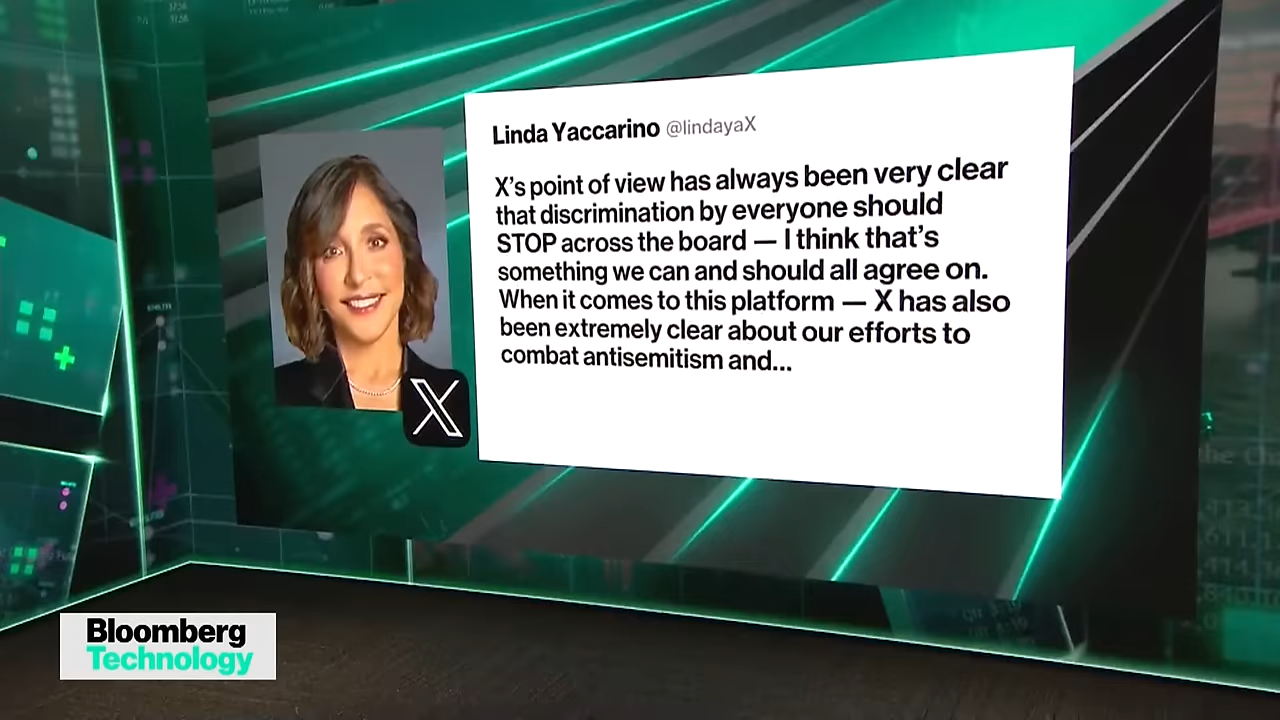 Linda Yaccarino @lindayaX
X's point of view has always been very clear
that discrimination by everyone should
STOP across the board — I think that's
something we can and should all agree on.
When it comes to this platform — X has also
been extremely clear about our efforts to
combat antisemitism and...
X
Bloomberg
Technology